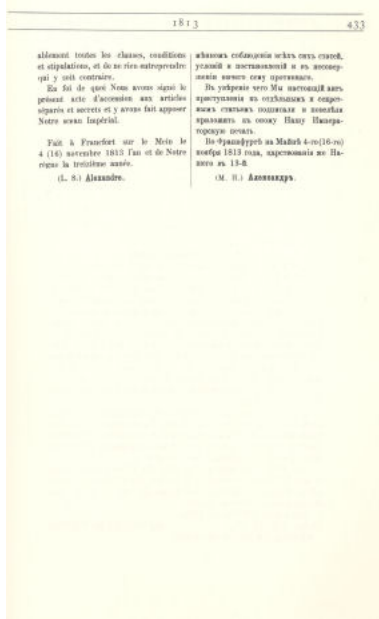 1813
433
ablement toutes les clauses, conditions
et stipulations, et de ne rien entreprendre
qui y soit contraire.
En foi de quoi Nous avons signé le
présent acte d'accession aux articles
séparés et secrets et y avons fait apposer
Notre sceau Impérial.
Fait à Francfort sur le Mein le
4 (16) novembre 1813 l'an et de Notre
règne la treizième année.
(L. S.) Alexandre.
мѣнномъ соблюденіи всѣхъ сихъ статей,
условій и постановленій и въ несовер-
шеніи ничего сему противнаго.
Въ увѣреніе чего Мы настоящій актъ
приступленія къ отдѣльнымъ и секрет-
нымъ статьямъ подписали и повелѣли
приложить къ оному Нашу Импера-
торскую печать.
Во Франкфуртѣ на Майнѣ 4-го (16-го)
ноября 1813 года, царствованія же На-
шего въ 13-й.
(М. П.) Александръ.